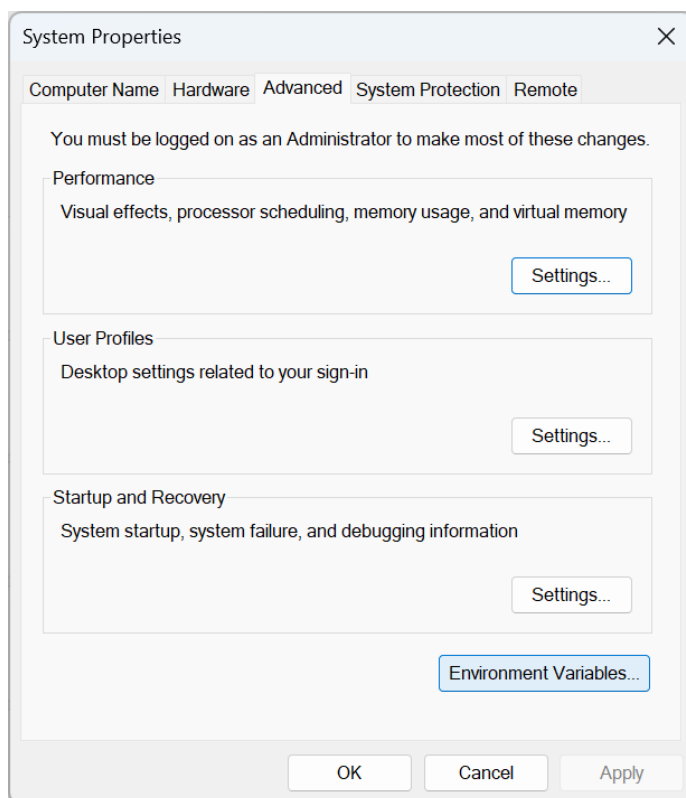 System Properties
Computer Name Hardware Advanced System Protection Remote
You must be logged on as an Administrator to make most of these changes.
Performance
Visual effects, processor scheduling, memory usage, and virtual memory
Settings...
User Profiles
Desktop settings related to your sign-in
Settings...
Startup and Recovery
System startup, system failure, and debugging information
Settings...
Environment Variables...
OK Cancel Apply